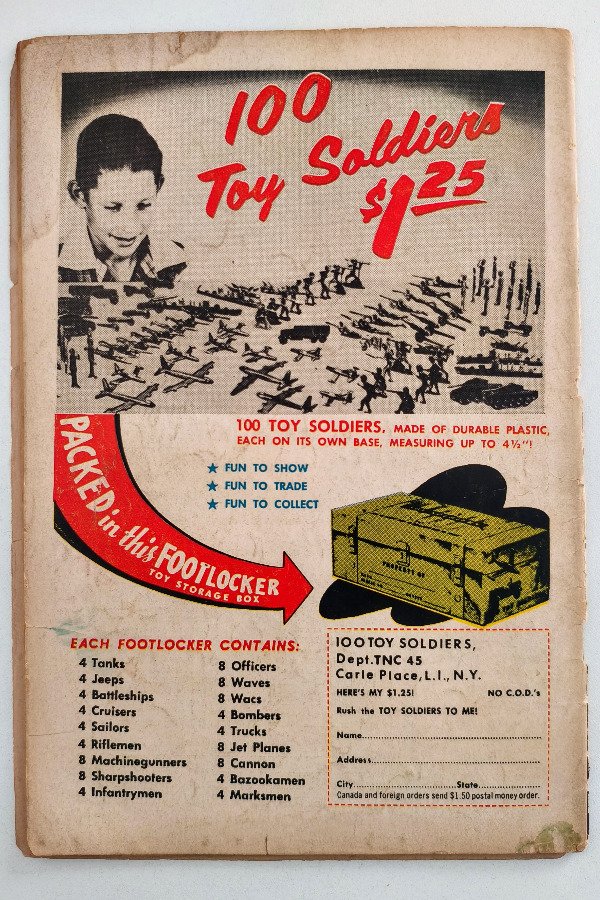 100
Toy Soldiers
$1.25
100 TOY SOLDIERS, MADE OF DURABLE PLASTIC,
EACH ON ITS OWN BASE, MEASURING UP TO 4½"!
★ FUN TO SHOW
★ FUN TO TRADE
★ FUN TO COLLECT
PACKED in this FOOTLOCKER
TOY STORAGE BOX
PROPERTY OF
EACH FOOTLOCKER CONTAINS:
4 Tanks
4 Jeeps
4 Battleships
4 Cruisers
4 Sailors
4 Riflemen
8 Machinegunners
8 Sharpshooters
4 Infantrymen
8 Officers
8 Waves
8 Wacs
4 Bombers
4 Trucks
8 Jet Planes
8 Cannon
4 Bazookamen
4 Marksmen
100 TOY SOLDIERS,
Dept. TNC 45
Carle Place, L.I., N.Y.
HERE'S MY $1.25! NO C.O.D.'s
Rush the TOY SOLDIERS TO ME!
Name
Address
City State
Canada and foreign orders send $1.50 postal money order.